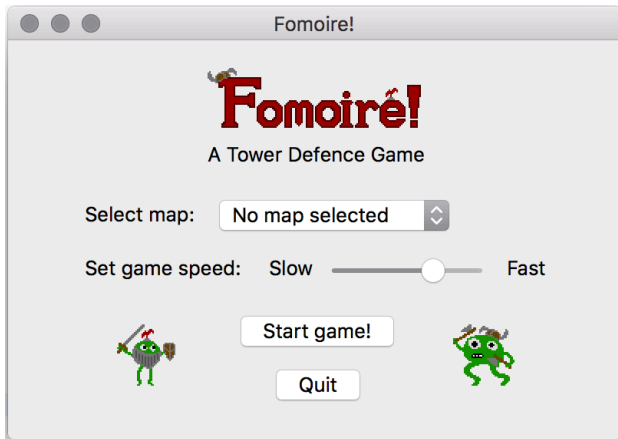 Fomoire!
Fomoiré!
A Tower Defence Game
Select map: No map selected
Set game speed: Slow Fast
Start game!
Quit